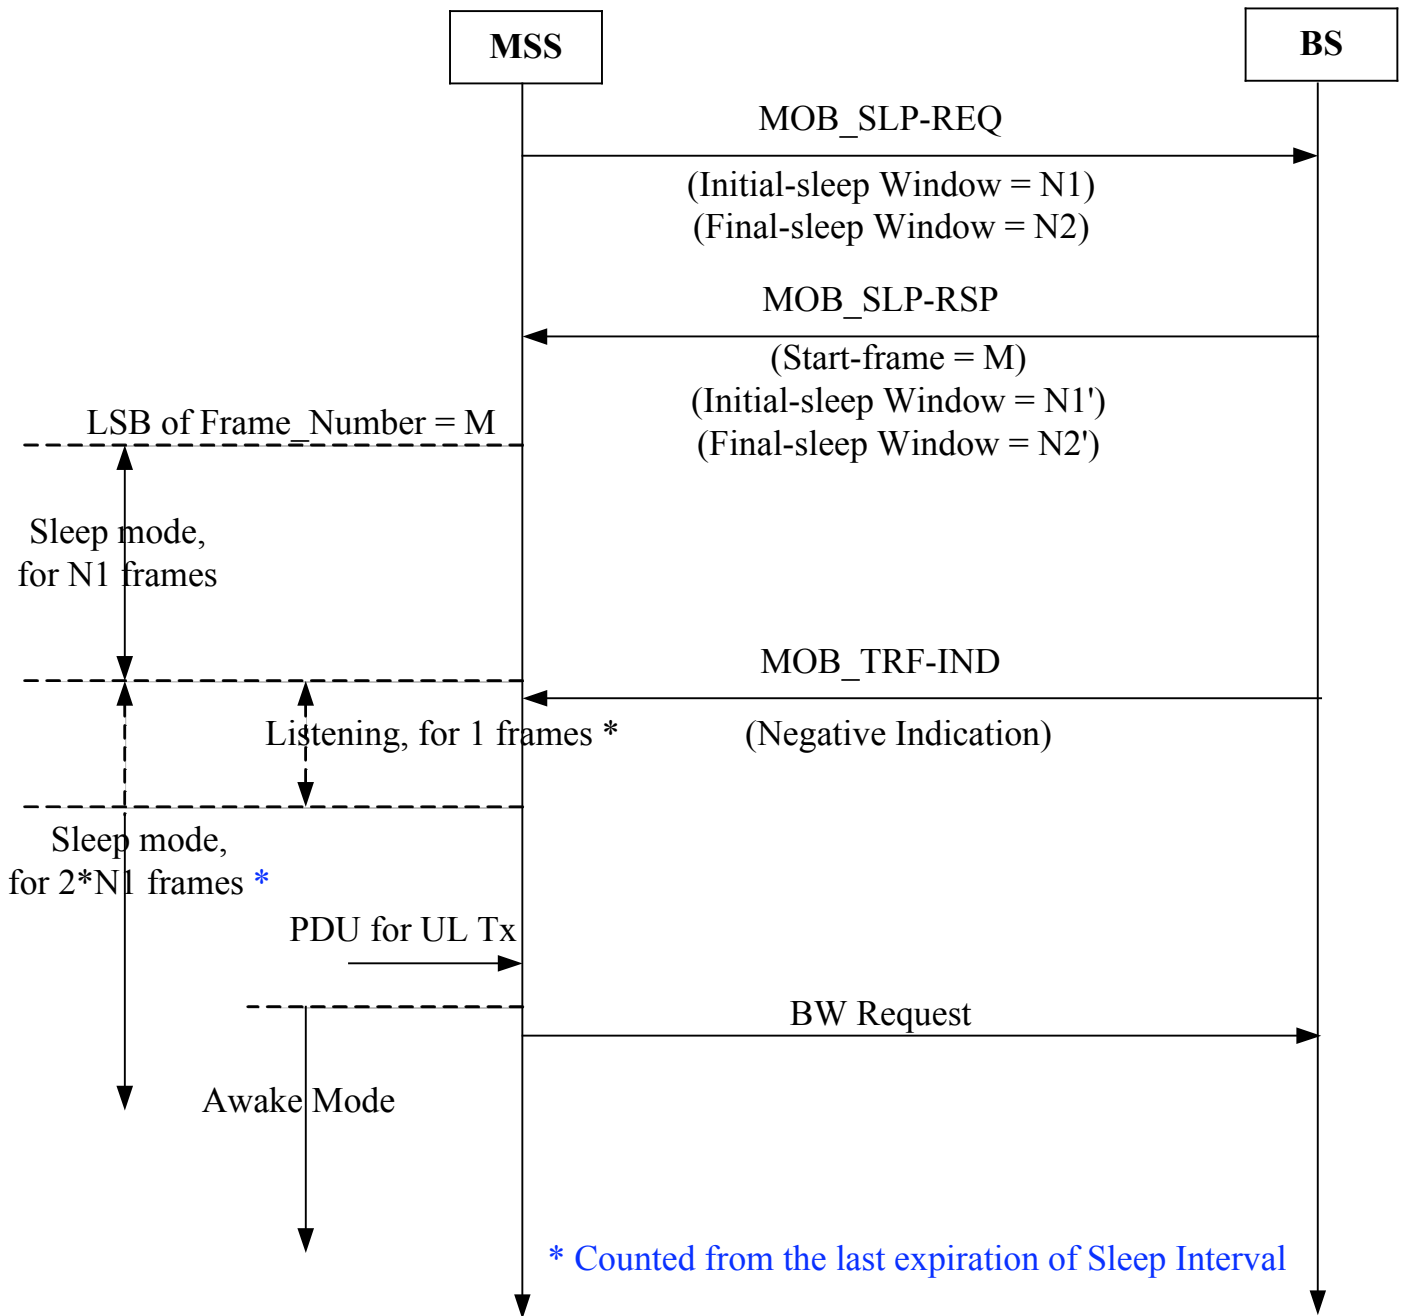 MSS
BS
MOB_SLP-REQ
(Initial-sleep Window = N1)
(Final-sleep Window = N2)
MOB_SLP-RSP
(Start-frame = M)
(Initial-sleep Window = N1')
(Final-sleep Window = N2')
LSB of Frame_Number = M
Sleep mode,
for N1 frames
MOB_TRF-IND
Listening, for 1 frames *
(Negative Indication)
Sleep mode,
for 2*N1 frames *
PDU for UL Tx
BW Request
Awake Mode
* Counted from the last expiration of Sleep Interval